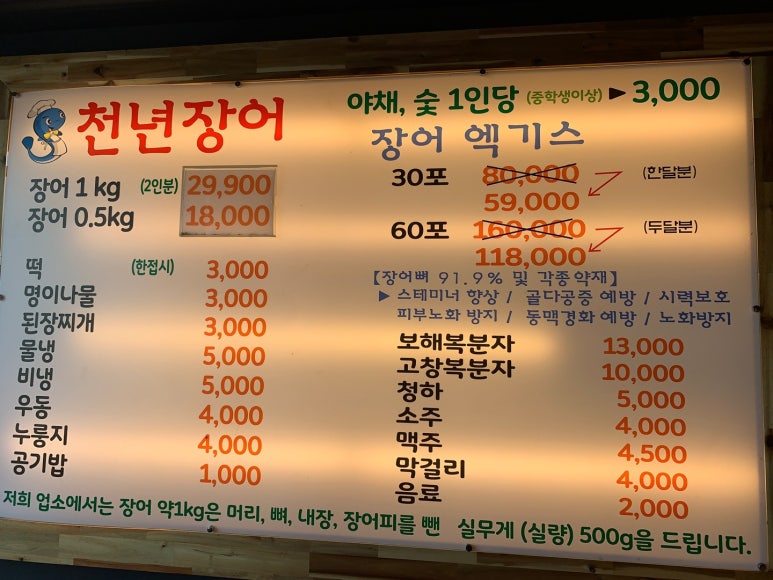 천년장어
장어 1 kg (2인분) 29,900
장어 0.5kg 18,000
떡 (한접시) 3,000
명이나물 3,000
된장찌개 3,000
물냉 5,000
비냉 5,000
우동 4,000
누룽지 4,000
공기밥 1,000
야채, 숯 1인당 (중학생이상) ▶ 3,000
장어 엑기스
30포 80,000 (한달분)
59,000
60포 160,000 (두달분)
118,000
【장어뼈 91.9% 및 각종약재】
▶ 스테미너 향상 / 골다공증 예방 / 시력보호
피부노화 방지 / 동맥경화 예방 / 노화방지
보해복분자 13,000
고창복분자 10,000
청하 5,000
소주 4,000
맥주 4,500
막걸리 4,000
음료 2,000
저희 업소에서는 장어 약1kg은 머리, 뼈, 내장, 장어피를 뺀 실무게 (실량) 500g을 드립니다.